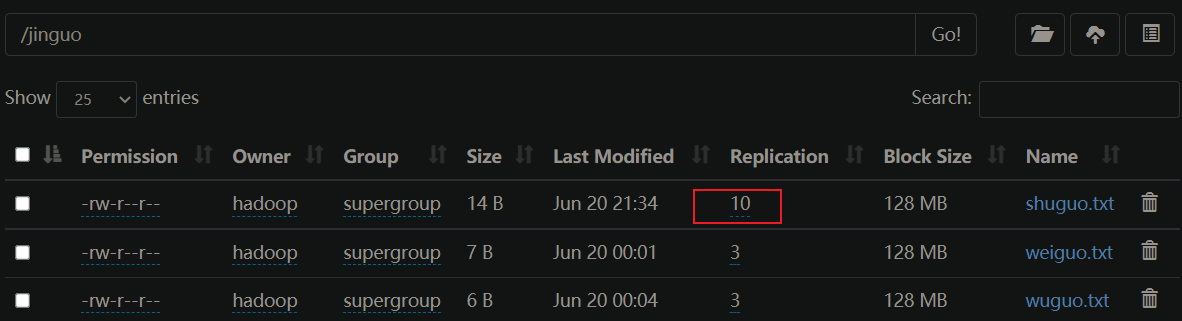 /jinguo Go!
Show 25 entries Search:
Permission Owner Group Size Last Modified Replication Block Size Name
-rw-r--r-- hadoop supergroup 14 B Jun 20 21:34 10 128 MB shuguo.txt
-rw-r--r-- hadoop supergroup 7 B Jun 20 00:01 3 128 MB weiguo.txt
-rw-r--r-- hadoop supergroup 6 B Jun 20 00:04 3 128 MB wuguo.txt